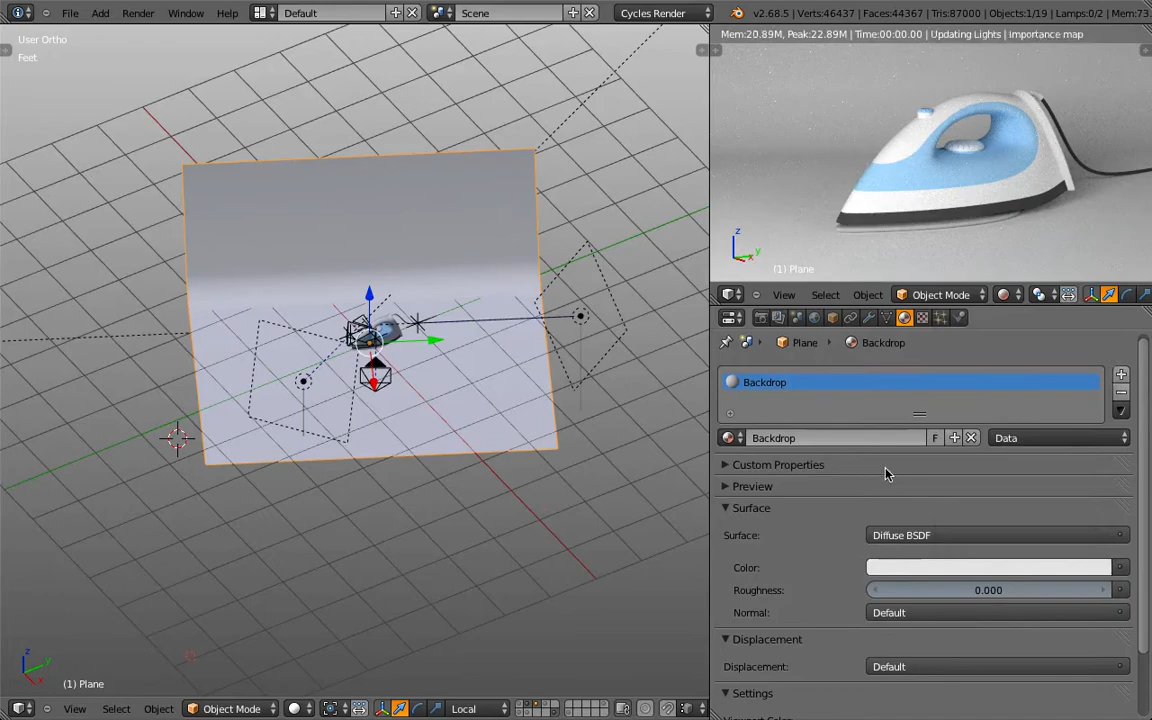 File Add Render Window Help Default Scene Cycles Render v2.68.5 | Verts:46437 | Faces:44367 | Tris:87000 | Objects:1/19 | Lamps:0/2 | Mem:73.
User Ortho
Feet
Mem:20.89M, Peak:22.89M | Time:00:00.00 | Updating Lights | importance map
z
y
x
(1) Plane
View Select Object Object Mode
Plane Backdrop
Backdrop
Backdrop F Data
Custom Properties
Preview
Surface
Surface: Diffuse BSDF
Color:
Roughness: 0.000
Normal: Default
Displacement
Displacement: Default
Settings
z
y
x
(1) Plane
View Select Object Object Mode Local